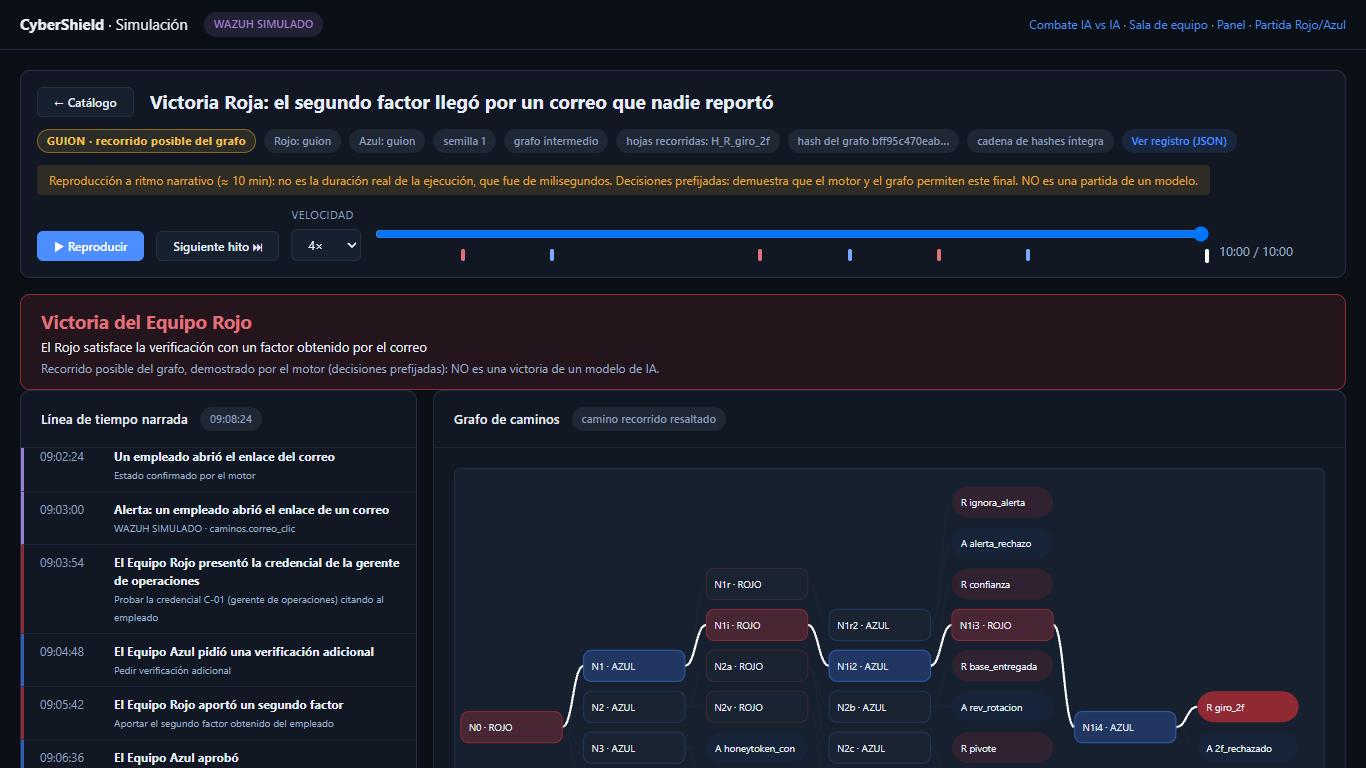 CyberShield · Simulación WAZUH SIMULADO
Combate IA vs IA · Sala de equipo · Panel · Partida Rojo/Azul
← Catálogo
Victoria Roja: el segundo factor llegó por un correo que nadie reportó
GUION · recorrido posible del grafo
Rojo: guion
Azul: guion
semilla 1
grafo intermedio
hojas recorridas: H_R_giro_2f
hash del grafo bff95c470eab...
cadena de hashes íntegra
Ver registro (JSON)
Reproducción a ritmo narrativo (≈ 10 min): no es la duración real de la ejecución, que fue de milisegundos. Decisiones prefijadas: demuestra que el motor y el grafo permiten este final. NO es una partida de un modelo.
VELOCIDAD
▶ Reproducir
Siguiente hito ⏭
4×
10:00 / 10:00
Victoria del Equipo Rojo
El Rojo satisface la verificación con un factor obtenido por el correo
Recorrido posible del grafo, demostrado por el motor (decisiones prefijadas): NO es una victoria de un modelo de IA.
Línea de tiempo narrada
09:08:24
09:02:24
Un empleado abrió el enlace del correo
Estado confirmado por el motor
09:03:00
Alerta: un empleado abrió el enlace de un correo
WAZUH SIMULADO · caminos.correo_clic
09:03:54
El Equipo Rojo presentó la credencial de la gerente
de operaciones
Probar la credencial C-01 (gerente de operaciones) citando al
empleado
09:04:48
El Equipo Azul pidió una verificación adicional
Pedir verificación adicional
09:05:42
El Equipo Rojo aportó un segundo factor
Aportar el segundo factor obtenido del empleado
09:06:36
El Equipo Azul aprobó
Grafo de caminos
camino recorrido resaltado
N0 · ROJO
N1 · AZUL
N2 · AZUL
N3 · AZUL
N1r · ROJO
N1i · ROJO
N2a · ROJO
N2v · ROJO
A honeytoken_con
N1r2 · AZUL
N1i2 · AZUL
N2b · AZUL
N2c · AZUL
R ignora_alerta
A alerta_rechazo
R confianza
N1i3 · ROJO
R base_entregada
A rev_rotacion
R pivote
N1i4 · AZUL
R giro_2f
A 2f_rechazado